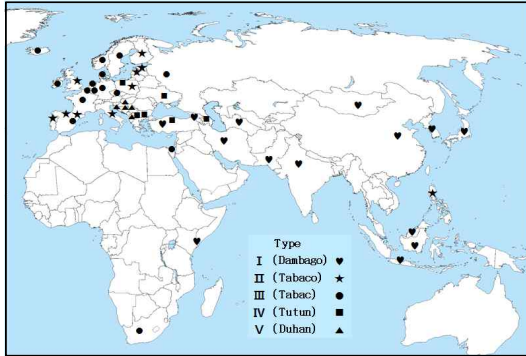 Type
I (Dambago) ♥
II (Tabaco) ★
III (Tabac) ●
IV (Tutun) ■
V (Duhan) ▲